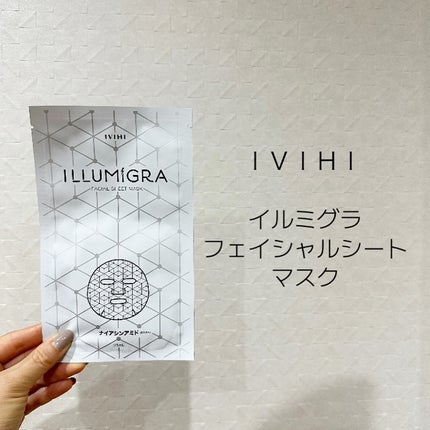 IVIHI
ILLUMiGRA
FACIAL SHEET MASK
ナイアシンアミド
IVIHI
イルミグラ
フェイシャルシート
マスク